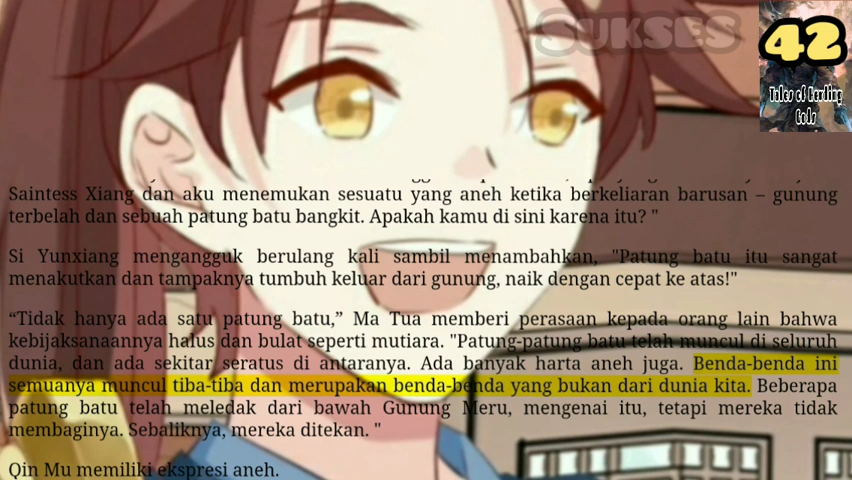 SUKSES
42
Tales of Herding
Gods
Saintess Xiang dan aku menemukan sesuatu yang aneh ketika berkeliaran barusan – gunung
terbelah dan sebuah patung batu bangkit. Apakah kamu di sini karena itu? "
Si Yunxiang mengangguk berulang kali sambil menambahkan, "Patung batu itu sangat
menakutkan dan tampaknya tumbuh keluar dari gunung, naik dengan cepat ke atas!"
“Tidak hanya ada satu patung batu,” Ma Tua memberi perasaan kepada orang lain bahwa
kebijaksanaannya halus dan bulat seperti mutiara. "Patung-patung batu telah muncul di seluruh
dunia, dan ada sekitar seratus di antaranya. Ada banyak harta aneh juga. Benda-benda ini
semuanya muncul tiba-tiba dan merupakan benda-benda yang bukan dari dunia kita. Beberapa
patung batu telah meledak dari bawah Gunung Meru, mengenai itu, tetapi mereka tidak
membaginya. Sebaliknya, mereka ditekan. "
Qin Mu memiliki ekspresi aneh.